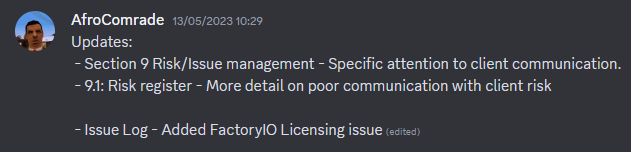 AfroComrade 13/05/2023 10:29
Updates:
- Section 9 Risk/Issue management - Specific attention to client communication.
- 9.1: Risk register - More detail on poor communication with client risk
- Issue Log - Added FactoryIO Licensing issue (edited)